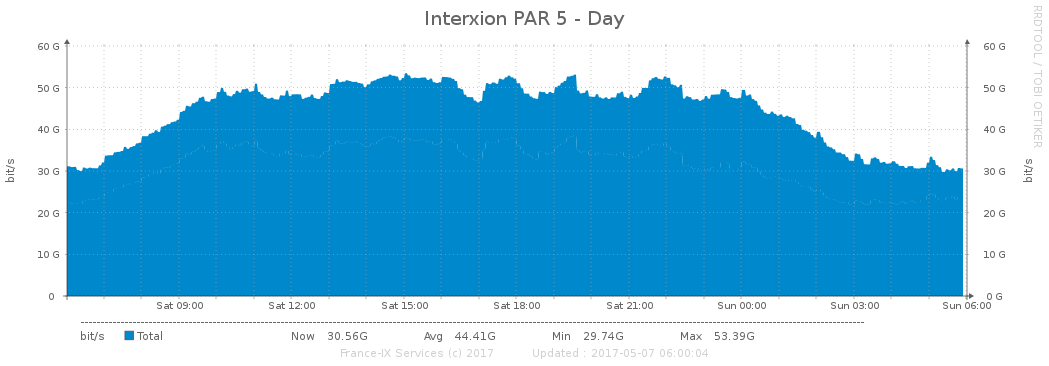 Interxion PAR 5 - Day
RRDTOOL / TOBI OETIKER
bit/s
60 G
50 G
40 G
30 G
20 G
10 G
0
60 G
50 G
40 G
30 G
20 G
10 G
0 G
bit/s
Sat 09:00 Sat 12:00 Sat 15:00 Sat 18:00 Sat 21:00 Sun 00:00 Sun 03:00 Sun 06:00
bit/s Total Now 30.56G Avg 44.41G Min 29.74G Max 53.39G
France-IX Services (c) 2017 Updated : 2017-05-07 06:00:04